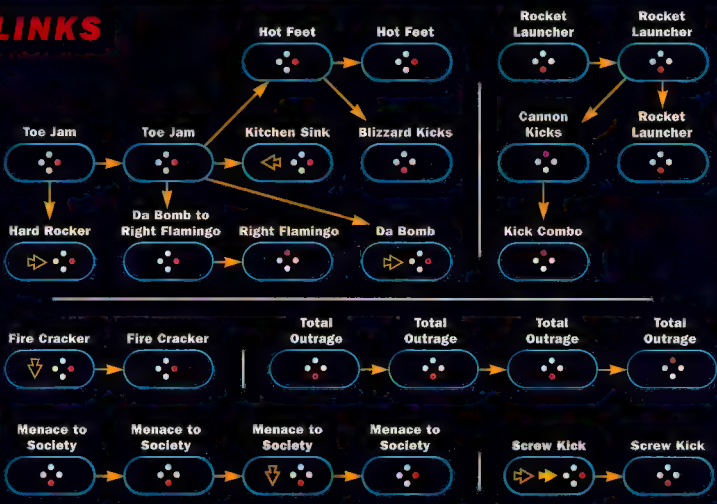 LINKS
Hot Feet
Hot Feet
Rocket
Launcher
Rocket
Launcher
Toe Jam
Toe Jam
Kitchen Sink
Blizzard Kicks
Cannon
Kicks
Rocket
Launcher
Hard Rocker
Da Bomb to
Right Flamingo
Right Flamingo
Da Bomb
Kick Combo
Fire Cracker
Fire Cracker
Total
Outrage
Total
Outrage
Total
Outrage
Total
Outrage
Menace to
Society
Menace to
Society
Menace to
Society
Menace to
Society
Screw Kick
Screw Kick